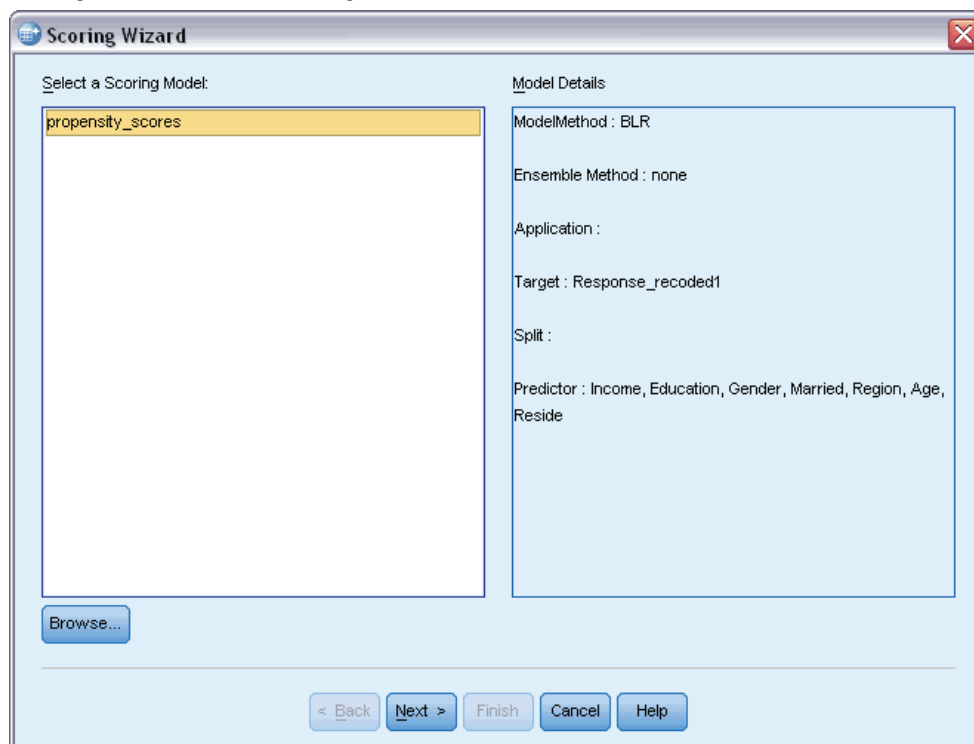 Scoring Wizard
Select a Scoring Model:
propensity_scores
Browse...
Model Details
ModelMethod : BLR
Ensemble Method : none
Application :
Target : Response_recoded1
Split :
Predictor : Income, Education, Gender, Married, Region, Age,
Reside
< Back Next > Finish Cancel Help